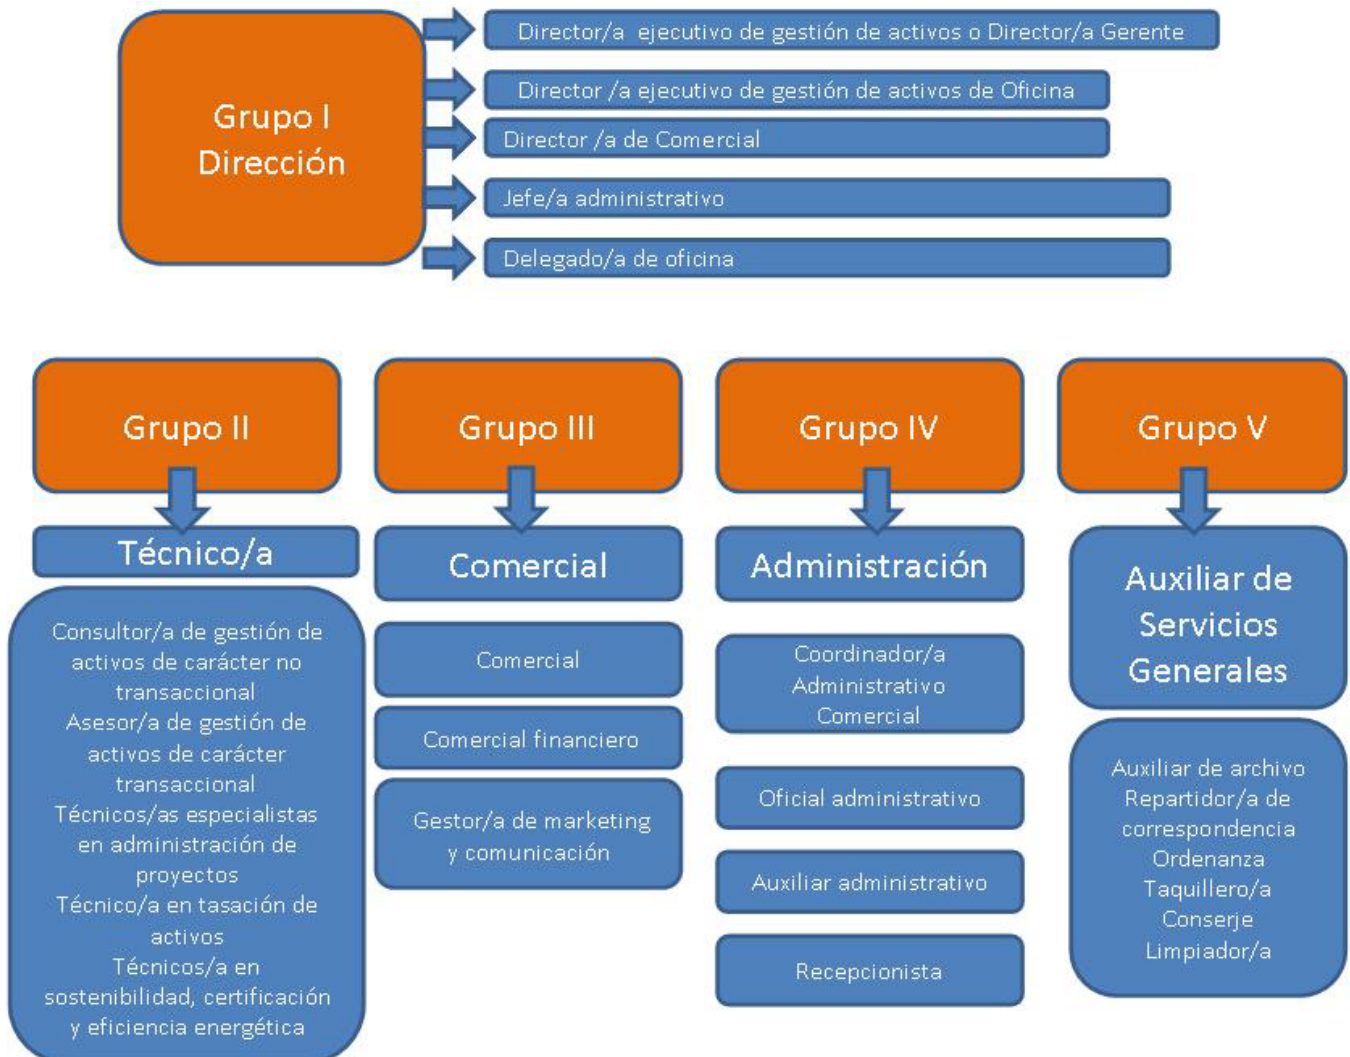 Grupo I
Dirección
Director/a ejecutivo de gestión de activos o Director/a Gerente
Director /a ejecutivo de gestión de activos de Oficina
Director /a de Comercial
Jefe/a administrativo
Delegado/a de oficina
Grupo II
Técnico/a
Consultor/a de gestión de
activos de carácter no
transaccional
Asesor/a de gestión de
activos de carácter
transaccional
Técnicos/as especialistas
en administración de
proyectos
Técnico/a en tasación de
activos
Técnicos/a en
sostenibilidad, certificación
y eficiencia energética
Grupo III
Comercial
Comercial
Comercial financiero
Gestor/a de marketing
y comunicación
Grupo IV
Administración
Coordinador/a
Administrativo
Comercial
Oficial administrativo
Auxiliar administrativo
Recepcionista
Grupo V
Auxiliar de
Servicios
Generales
Auxiliar de archivo
Repartidor/a de
correspondencia
Ordenanza
Taquillero/a
Conserje
Limpiador/a